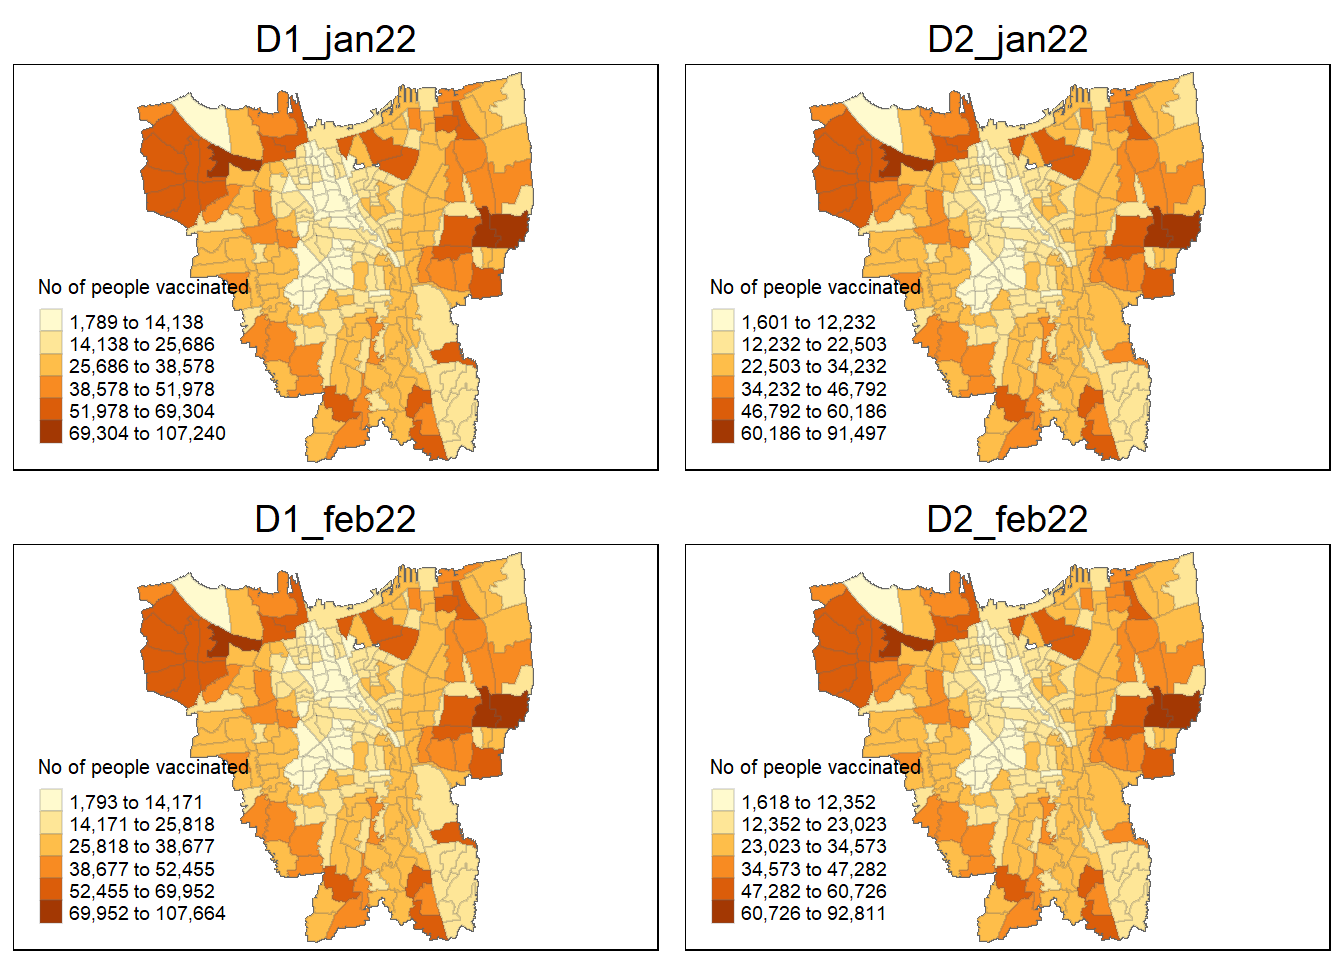 D1_jan22
No of people vaccinated
1,789 to 14,138
14,138 to 25,686
25,686 to 38,578
38,578 to 51,978
51,978 to 69,304
69,304 to 107,240
D2_jan22
No of people vaccinated
1,601 to 12,232
12,232 to 22,503
22,503 to 34,232
34,232 to 46,792
46,792 to 60,186
60,186 to 91,497
D1_feb22
No of people vaccinated
1,793 to 14,171
14,171 to 25,818
25,818 to 38,677
38,677 to 52,455
52,455 to 69,952
69,952 to 107,664
D2_feb22
No of people vaccinated
1,618 to 12,352
12,352 to 23,023
23,023 to 34,573
34,573 to 47,282
47,282 to 60,726
60,726 to 92,811